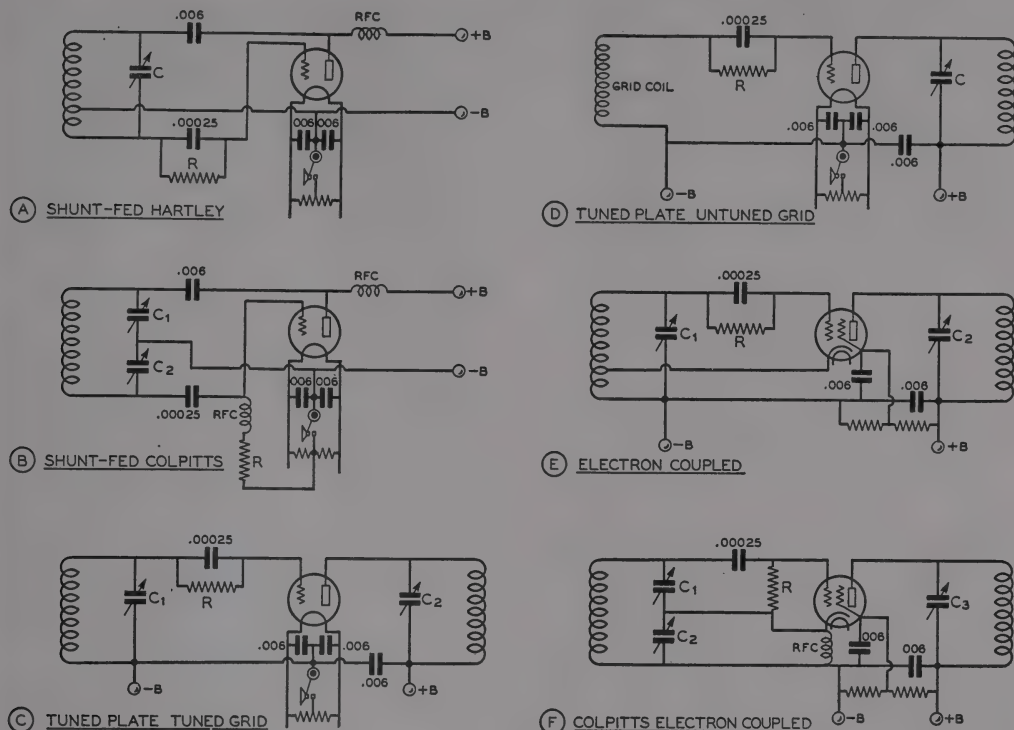 .006
RFC
+B
C
-B
.00025
.006 .006
R
A SHUNT-FED HARTLEY
.006
RFC
+B
C1
C2
-B
.006 .006
.00025
RFC
R
B SHUNT-FED COLPITTS
.00025
C1
R
C2
.006
.006
.006
-B
+B
C TUNED PLATE TUNED GRID
.00025
GRID COIL
R
C
.006
.006
.006
-B
+B
D TUNED PLATE UNTUNED GRID
.00025
C1
R
C2
.006
.006
-B
+B
E ELECTRON COUPLED
.00025
C1
R
C3
C2
RFC
006
006
-B
+B
F COLPITTS ELECTRON COUPLED